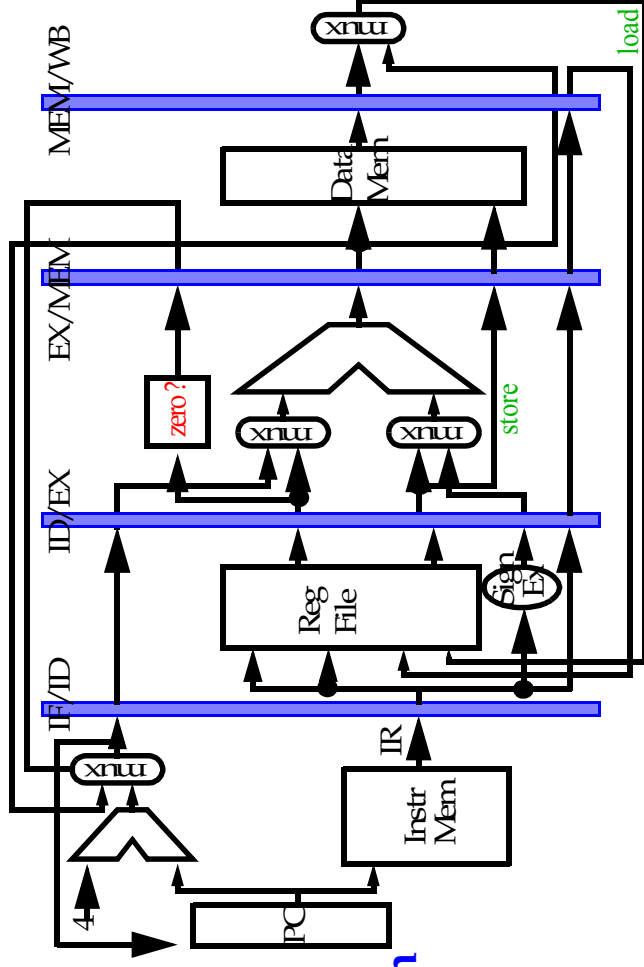 PC
4
Instr
Mem
mux
IR
IF/ID
Reg
File
Sign
Ex
ID/EX
mux
mux
zero?
store
EX/MEM
Data
Mem
MEM/WB
mux
load